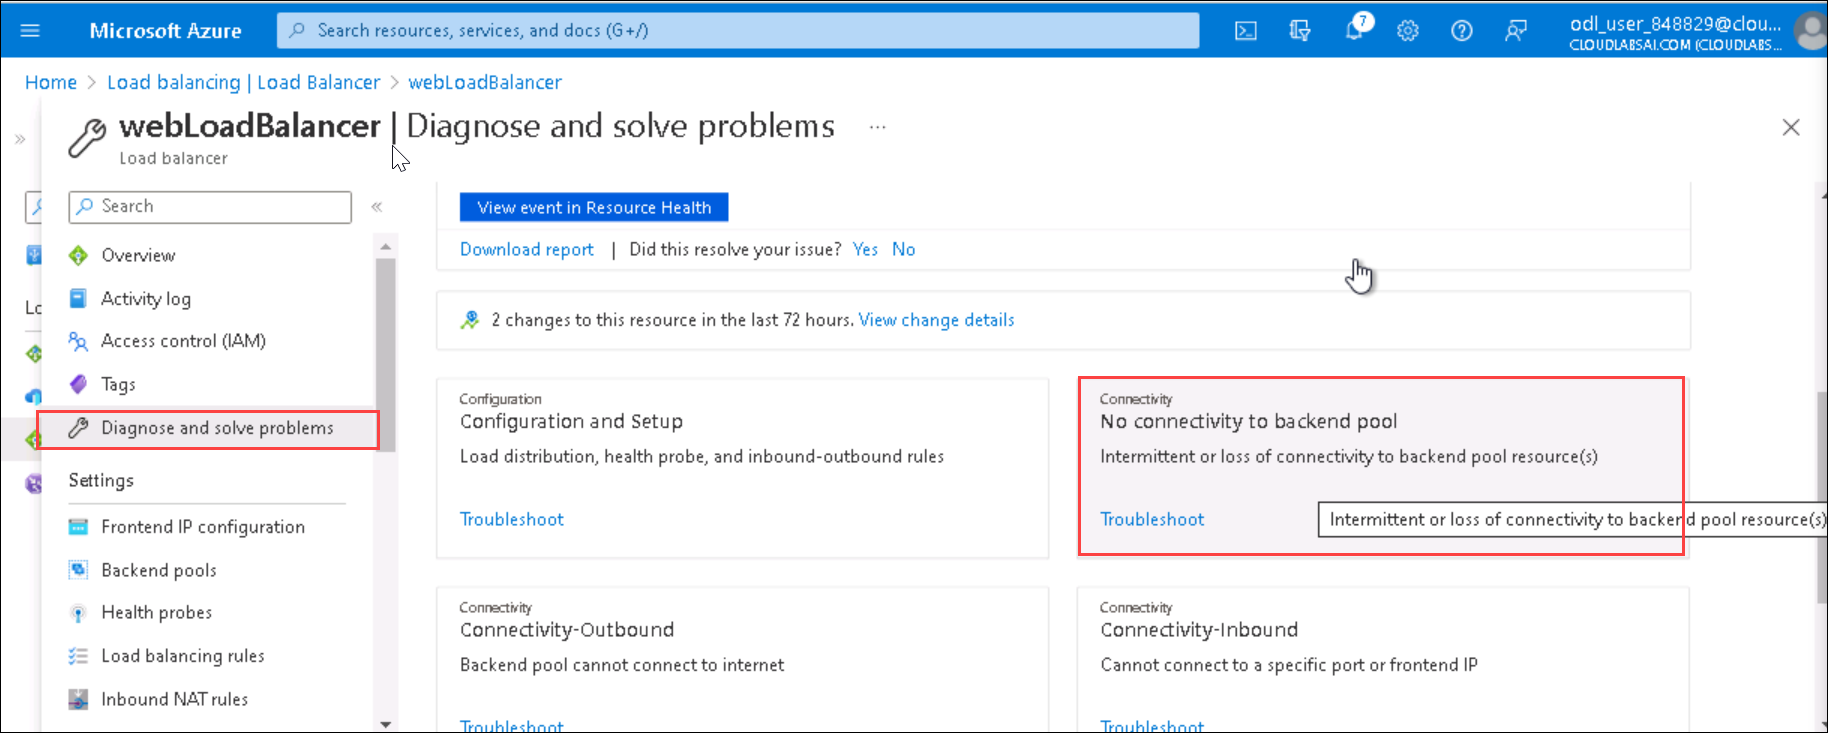 Microsoft Azure
Search resources, services, and docs (G+/)
7
odl_user_848829@clou...
CLOUDLABSAI.COM (CLOUDLABS...
Home > Load balancing | Load Balancer > webLoadBalancer
webLoadBalancer | Diagnose and solve problems ...
Load balancer
Search
Overview
Activity log
Access control (IAM)
Tags
Diagnose and solve problems
Settings
Frontend IP configuration
Backend pools
Health probes
Load balancing rules
Inbound NAT rules
View event in Resource Health
Download report | Did this resolve your issue? Yes No
2 changes to this resource in the last 72 hours. View change details
Configuration
Configuration and Setup
Load distribution, health probe, and inbound-outbound rules
Troubleshoot
Connectivity
No connectivity to backend pool
Intermittent or loss of connectivity to backend pool resource(s)
Troubleshoot
Intermittent or loss of connectivity to backend pool resource(s)
Connectivity
Connectivity-Outbound
Backend pool cannot connect to internet
Troubleshoot
Connectivity
Connectivity-Inbound
Cannot connect to a specific port or frontend IP
Troubleshoot